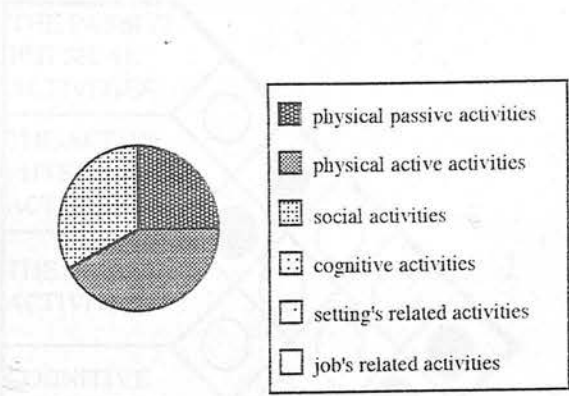 physical passive activities
physical active activities
social activities
cognitive activities
setting's related activities
job's related activities